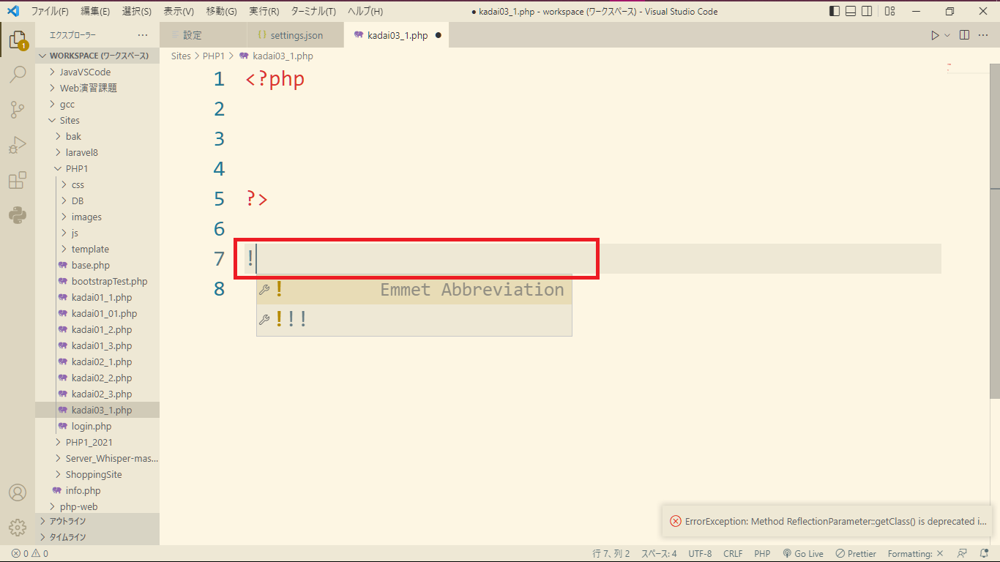 ファイル(F) 編集(E) 選択(S) 表示(V) 移動(G) 実行(R) ターミナル(T) ヘルプ(H) ● kadai03_1.php - workspace (ワークスペース) - Visual Studio Code
エクスプローラー ···
設定 settings.json kadai03_1.php ●
1
WORKSPACE (ワークスペース)
Sites > PHP1 > kadai03_1.php
JavaVSCode
Web演習課題
gcc
Sites
bak
laravel8
PHP1
css
DB
images
js
template
base.php
bootstrapTest.php
kadai01_1.php
kadai01_01.php
kadai01_2.php
kadai01_3.php
kadai02_1.php
kadai02_2.php
kadai02_3.php
kadai03_1.php
login.php
PHP1_2021
Server_Whisper-mas...
ShoppingSite
info.php
php-web
アウトライン
タイムライン
1 <?php
2
3
4
5 ?>
6
7 !
8
! Emmet Abbreviation
!!!
ErrorException: Method ReflectionParameter::getClass() is deprecated i...
0 0 行 7、列 2 スペース: 4 UTF-8 CRLF PHP Go Live Prettier Formatting: ×